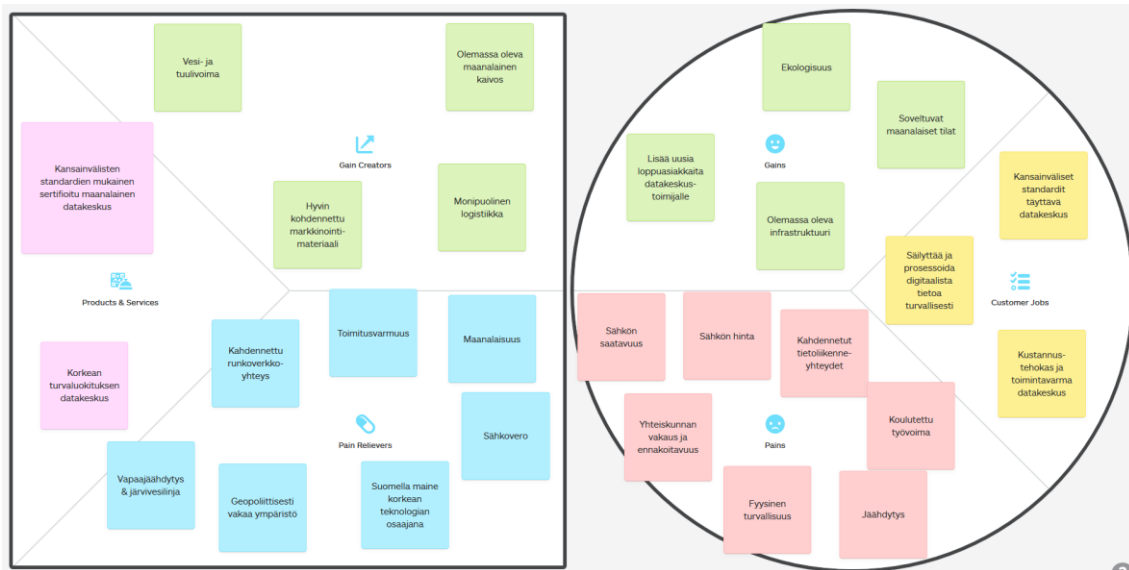 Vesi- ja
tuulivoima
Olemassa oleva
maanalainen
kaivos
Kansainvälisten
standardien mukainen
sertifioitu maanalainen
datakeskus
Gain Creators
Hyvin
kohdennettu
markkinointi-
materiaali
Monipuolinen
logistiikka
Products & Services
Korkean
turvaluokituksen
datakeskus
Kahdennettu
runkoverkko-
yhteys
Toimitusvarmuus
Maanalaisuus
Pain Relievers
Sähkövero
Vapaajäähdytys
& järvivesilinja
Geopoliittisesti
vakaa ympäristö
Suomella maine
korkean
teknologian
osaajana
Ekologisuus
Soveltuvat
maanalaiset tilat
Lisää uusia
loppuasiakkaita
datakeskus-
toimijalle
Gains
Olemassa oleva
infrastruktuuri
Kansainväliset
standardit
täyttävä
datakeskus
Säilyttää ja
prosessoida
digitaalista
tietoa
turvallisesti
Customer Jobs
Kustannus-
tehokas ja
toimintavarma
datakeskus
Sähkön
saatavuus
Sähkön hinta
Kahdennetut
tietoliikenne-
yhteydet
Yhteiskunnan
vakaus ja
ennakoitavuus
Pains
Koulutettu
työvoima
Fyysinen
turvallisuus
Jäähdytys